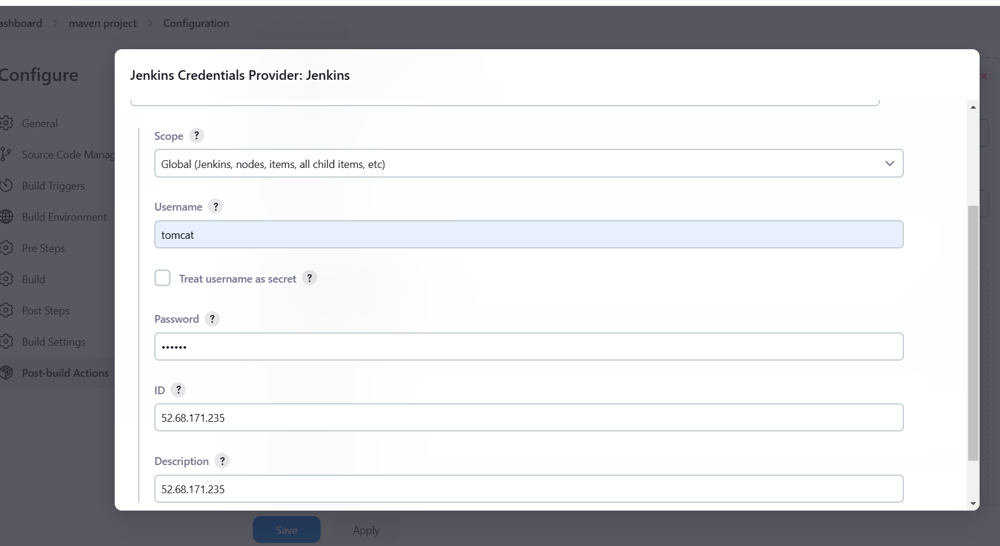 ashboard > maven project > Configuration
Configure
General
Source Code Manag
Build Triggers
Build Environment
Pre Steps
Build
Post Steps
Build Settings
Post-build Actions
Jenkins Credentials Provider: Jenkins
Scope ?
Global (Jenkins, nodes, items, all child items, etc)
Username ?
tomcat
Treat username as secret ?
Password ?
••••••
ID ?
52.68.171.235
Description ?
52.68.171.235
Save Apply